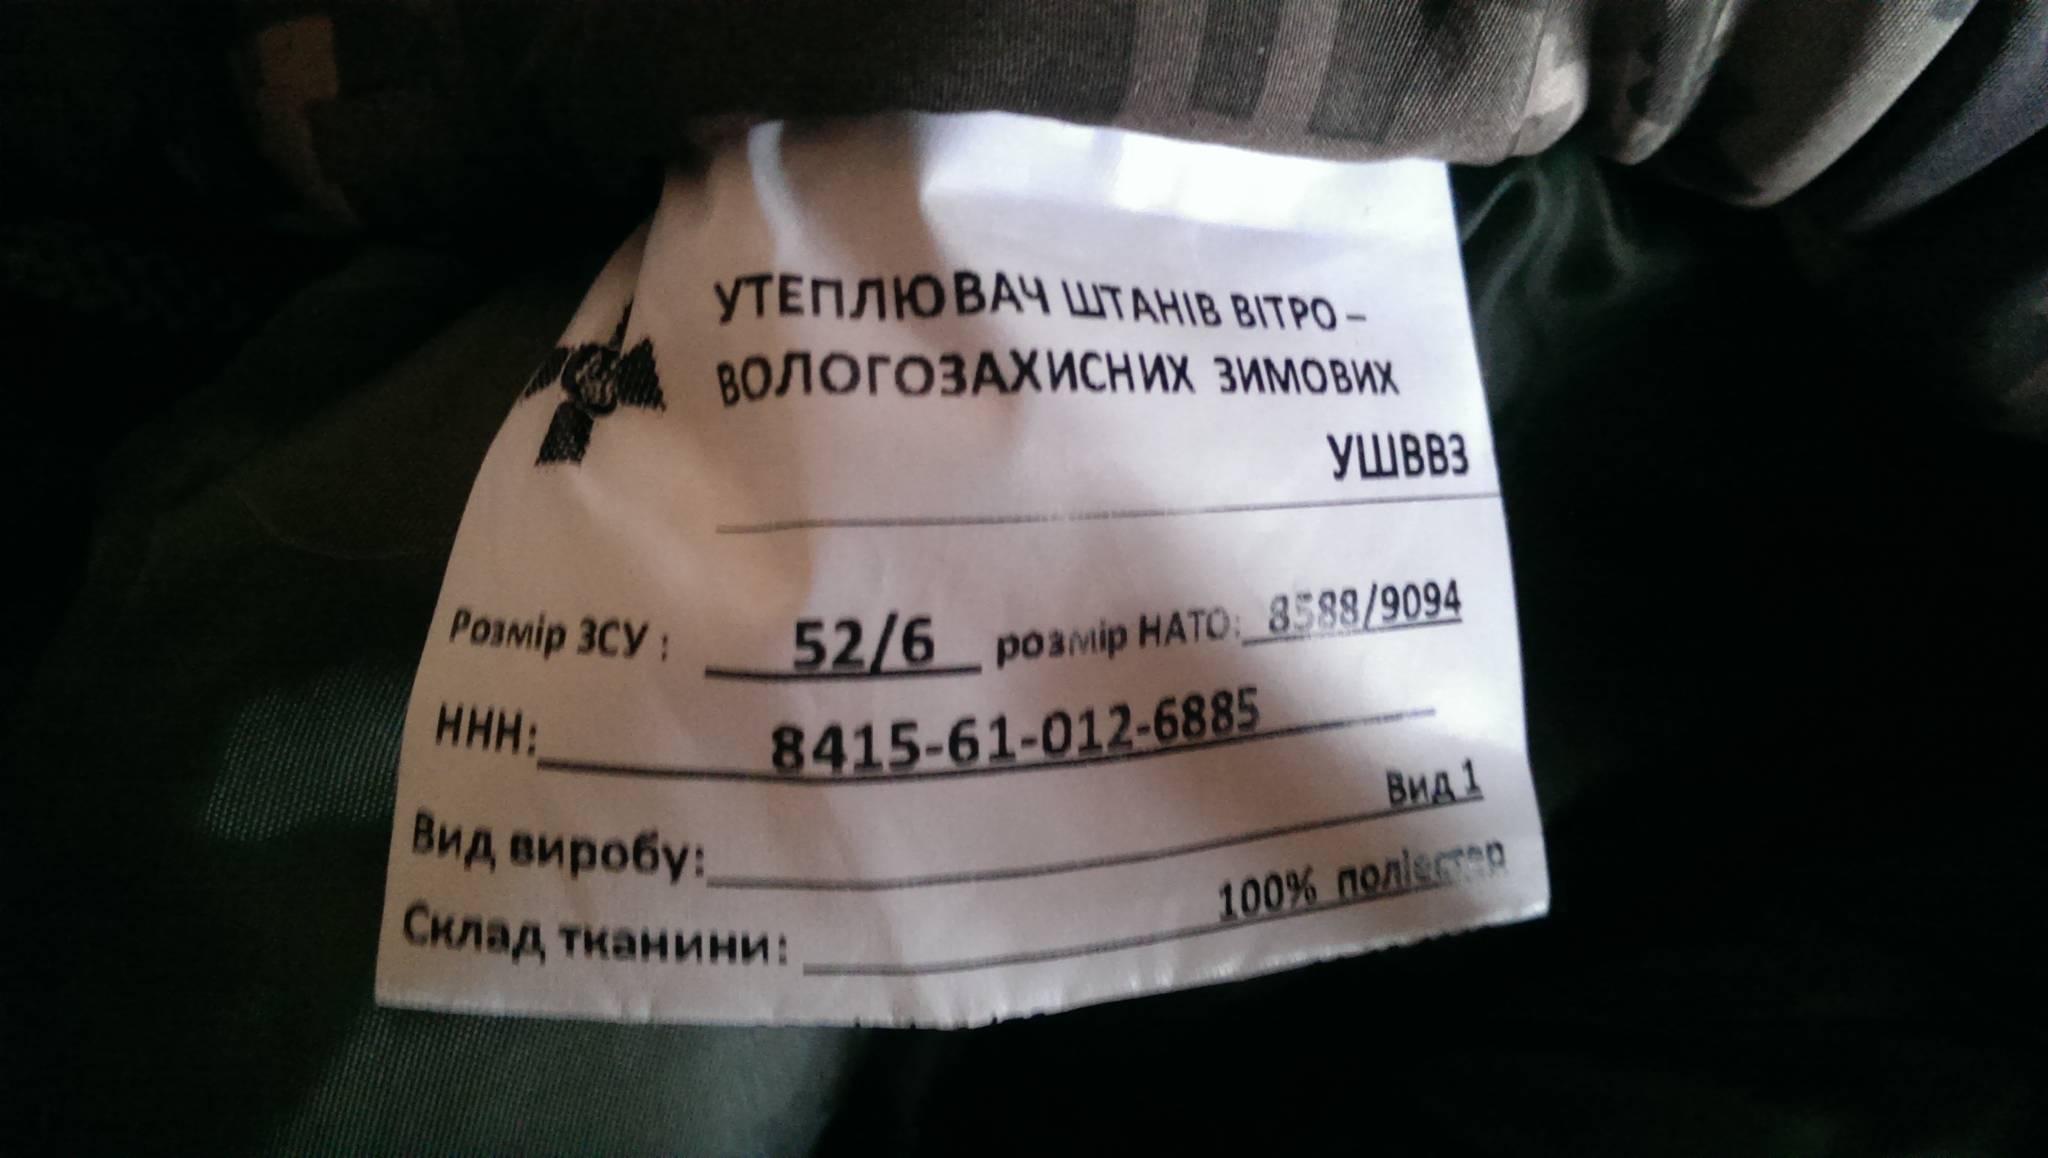 УТЕПЛЮВАЧ ШТАНІВ ВІТРО –
ВОЛОГОЗАХИСНИХ ЗИМОВИХ
УШВВЗ
Розмір ЗСУ : 52/6 розмір НАТО: 8588/9094
ННН: 8415-61-012-6885
Вид виробу: Вид 1
Склад тканини: 100% поліестер